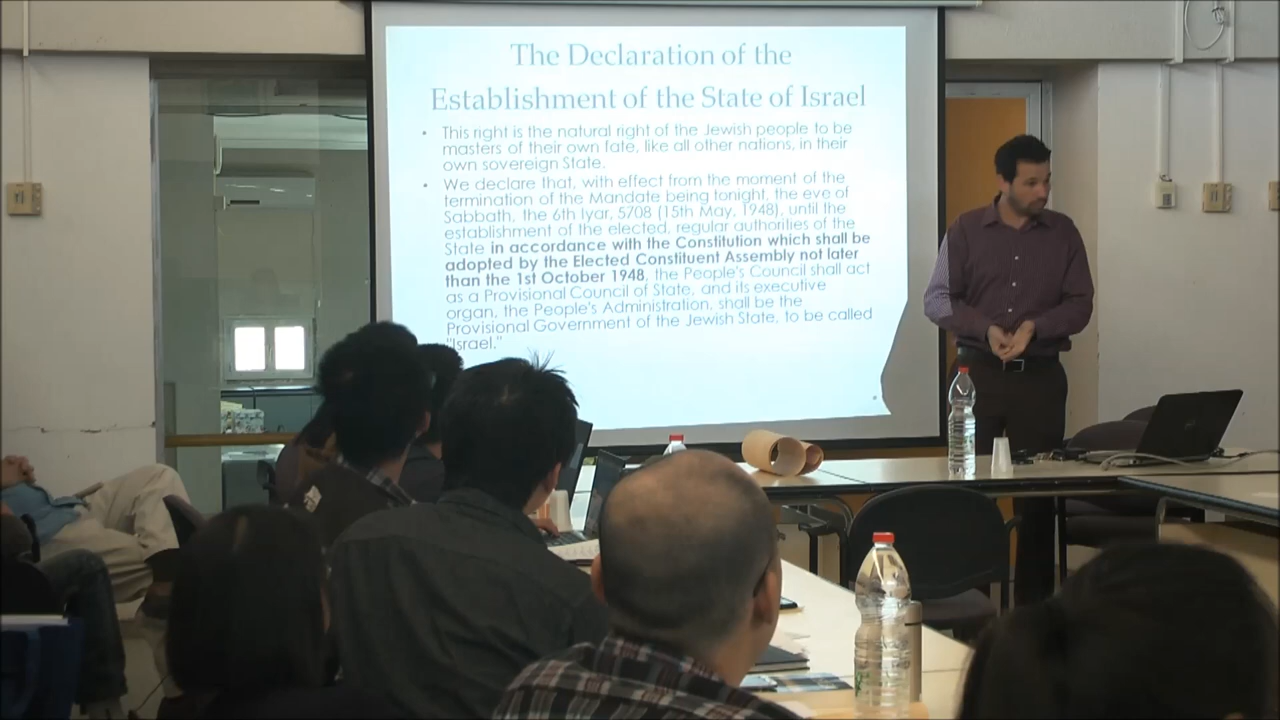 The Declaration of the
Establishment of the State of Israel
• This right is the natural right of the Jewish people to be
masters of their own fate, like all other nations, in their
own sovereign State.
• We declare that, with effect from the moment of the
termination of the Mandate being tonight, the eve of
Sabbath, the 6th Iyar, 5708 (15th May, 1948), until the
establishment of the elected, regular authorities of the
State in accordance with the Constitution which shall be
adopted by the Elected Constituent Assembly not later
than the 1st October 1948, the People's Council shall act
as a Provisional Council of State, and its executive
organ, the People's Administration, shall be the
Provisional Government of the Jewish State, to be called
"Israel."